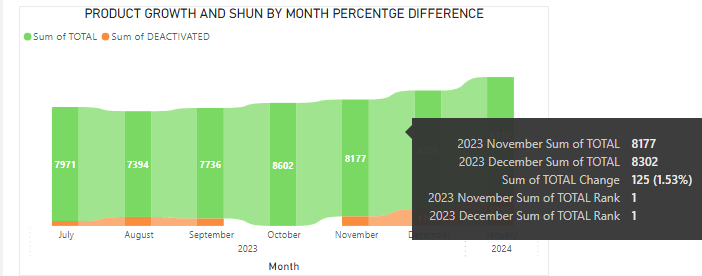 PRODUCT GROWTH AND SHUN BY MONTH PERCENTGE DIFFERENCE
Sum of TOTAL Sum of DEACTIVATED
7971
7394
7736
8602
8177
2023 November Sum of TOTAL 8177
2023 December Sum of TOTAL 8302
Sum of TOTAL Change 125 (1.53%)
2023 November Sum of TOTAL Rank 1
2023 December Sum of TOTAL Rank 1
July August September October November
2023 2024
Month